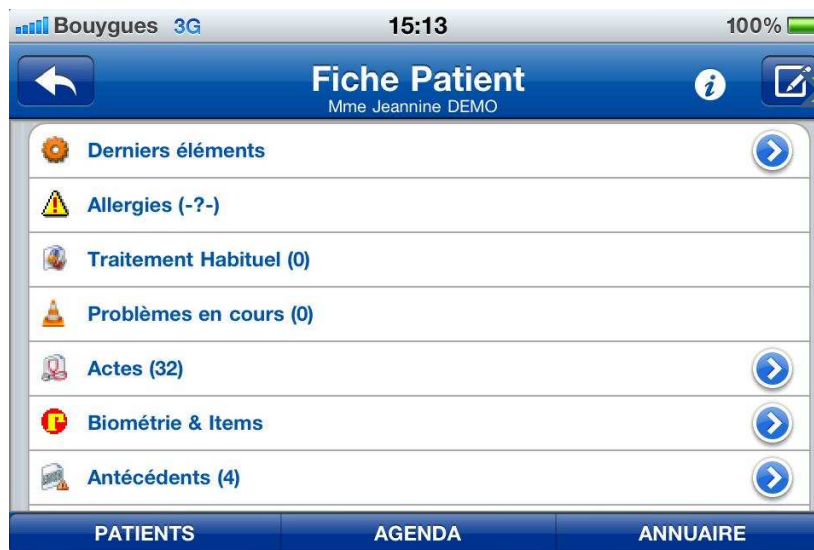 Bouygues 3G 15:13 100%
Fiche Patient
Mme Jeannine DEMO
Derniers éléments
Allergies (-?-)
Traitement Habituel (0)
Problèmes en cours (0)
Actes (32)
Biométrie & Items
Antécédents (4)
PATIENTS AGENDA ANNUAIRE